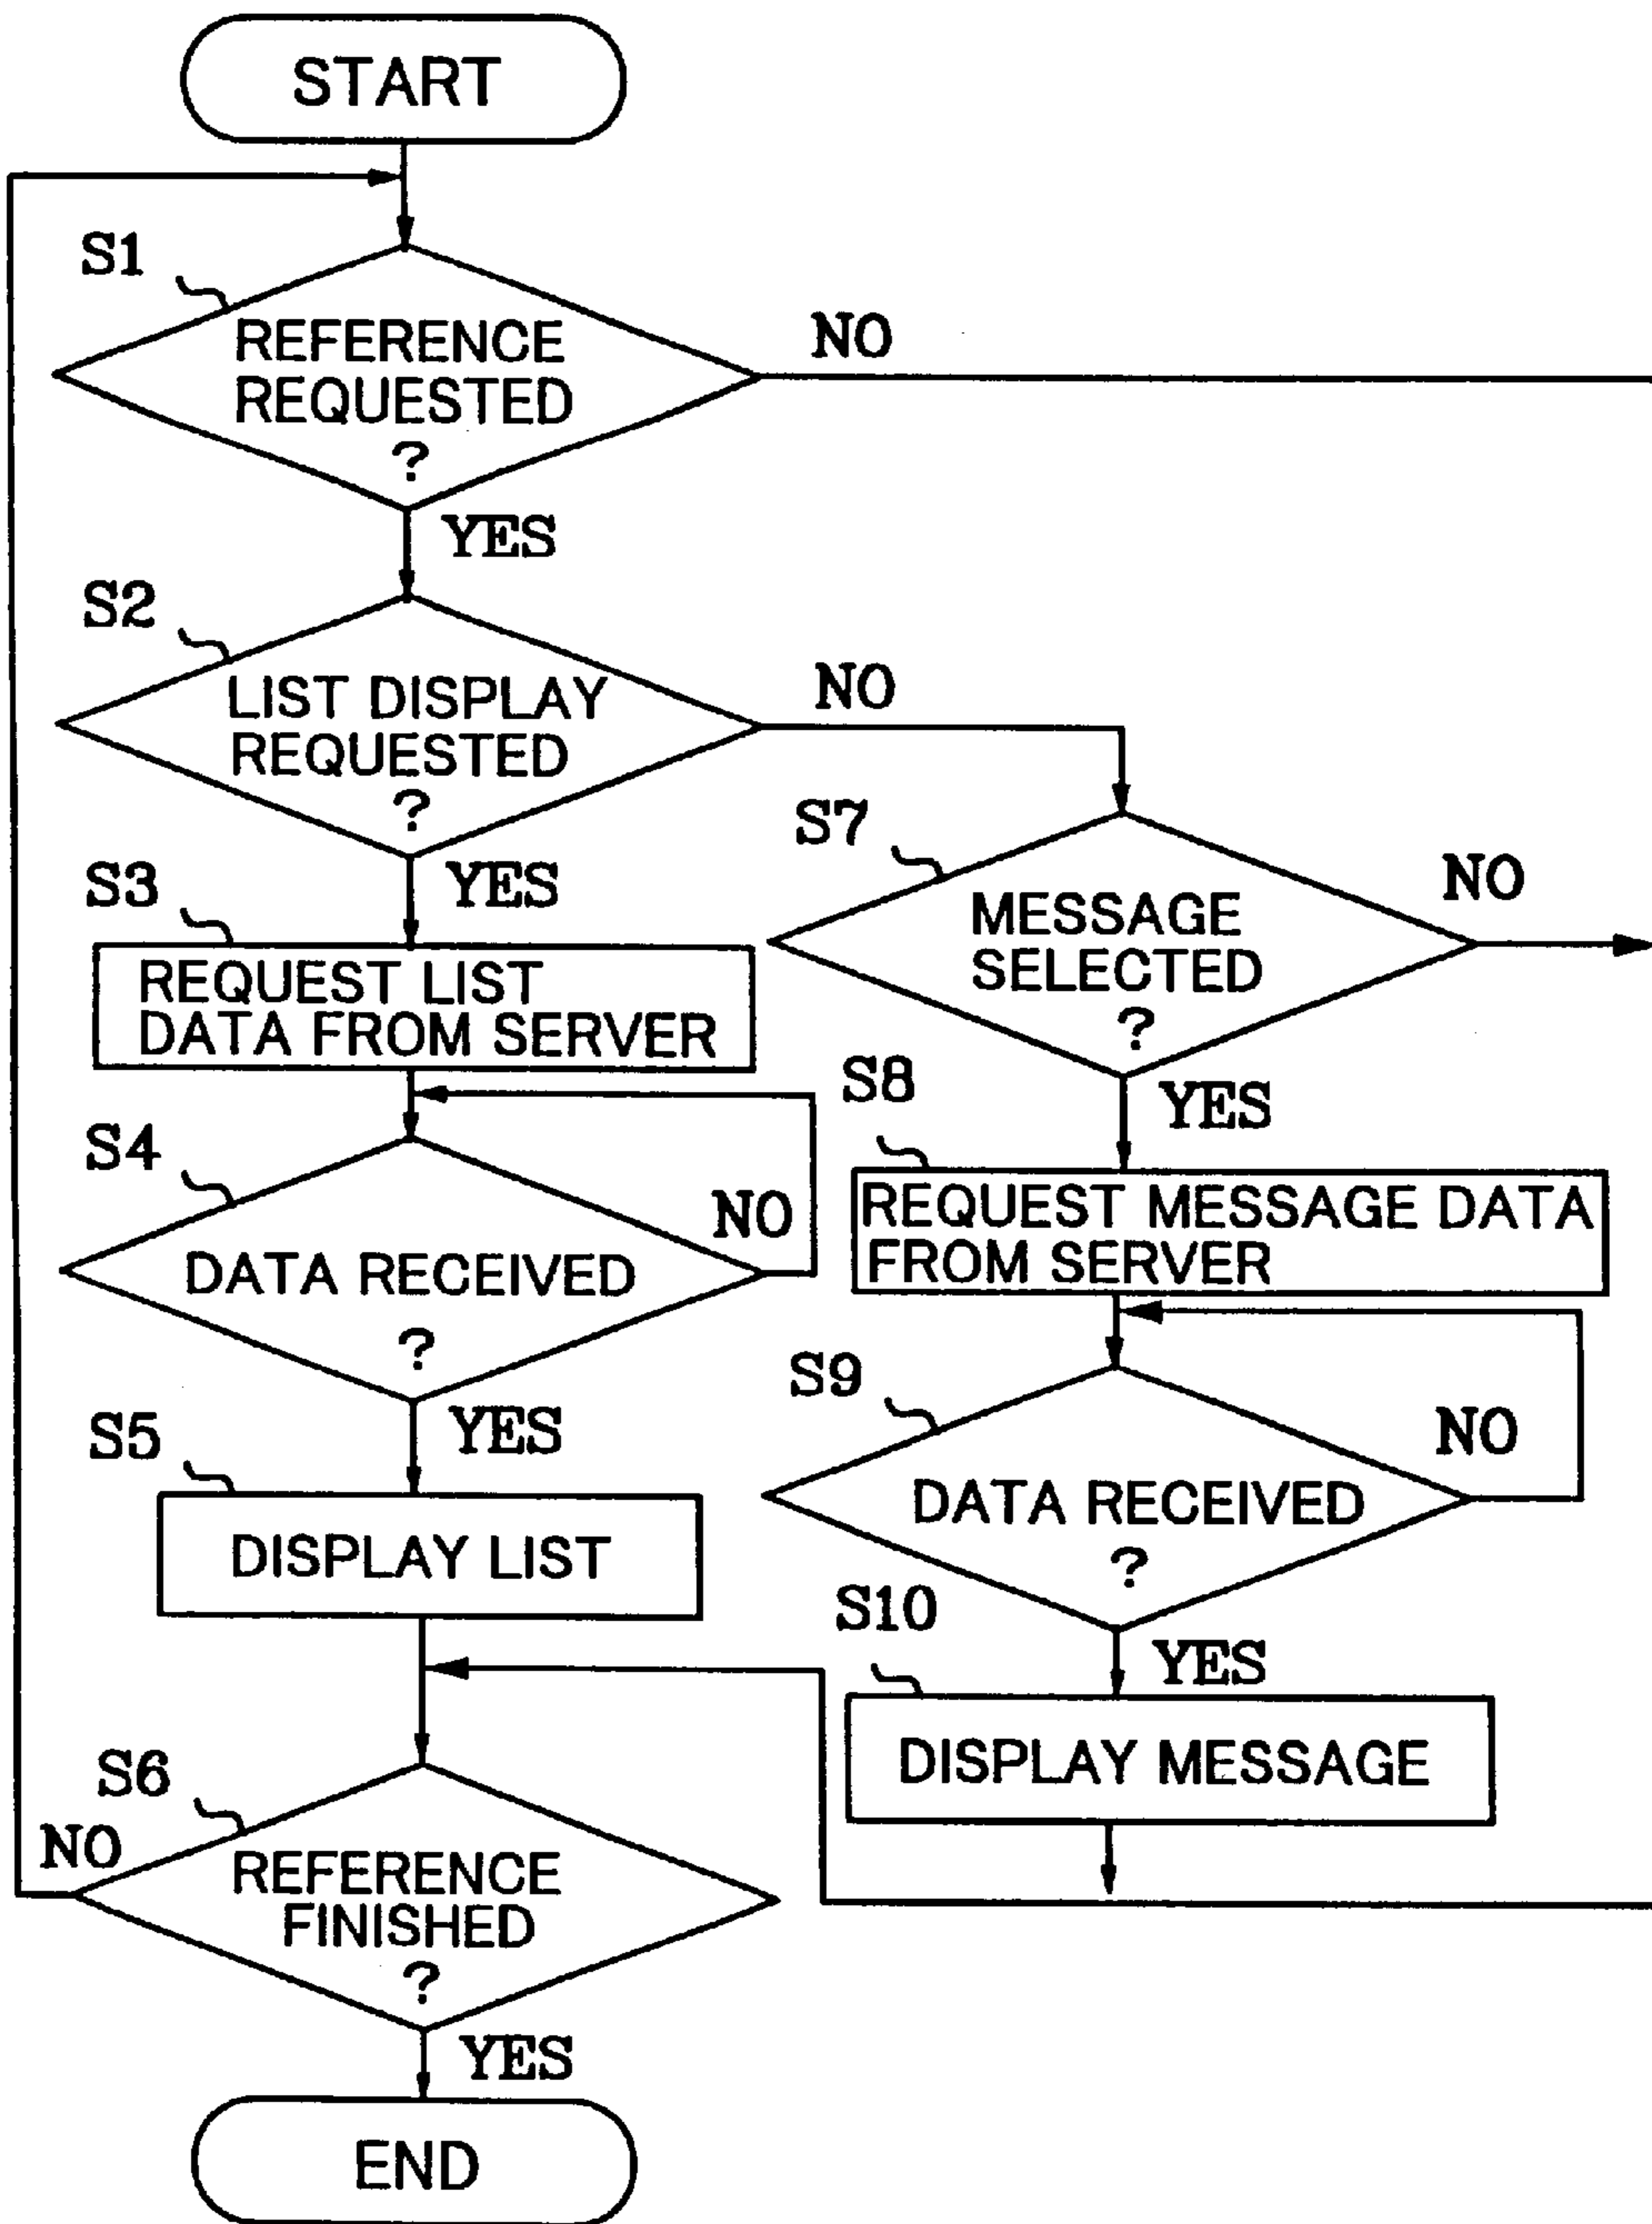 START
S1
REFERENCE
REQUESTED
?
NO
YES
S2
LIST DISPLAY
REQUESTED
?
NO
YES
S3
REQUEST LIST
DATA FROM SERVER
S4
DATA RECEIVED
?
NO
YES
S5
DISPLAY LIST
S6
REFERENCE
FINISHED
?
NO
YES
END
S7
MESSAGE
SELECTED
?
NO
YES
S8
REQUEST MESSAGE DATA
FROM SERVER
S9
DATA RECEIVED
?
NO
YES
S10
DISPLAY MESSAGE